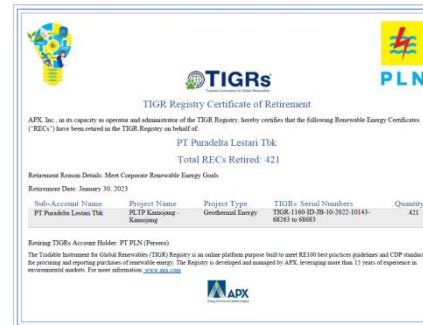 TIGRs
PLN
TIGR Registry Certificate of Retirement
APX, Inc., in its capacity as operator and administrator of the TIGR Registry, hereby certifies that the following Renewable Energy Certificates
("RECs") have been retired in the TIGR Registry on behalf of:
PT Puradelta Lestari Tbk
Total RECs Retired: 421
Retirement Reason Details: Meet Corporate Renewable Energy Goals
Retirement Date: January 30, 2023
Sub-Account Name Project Name Project Type TIGRs Serial Numbers Quantity
PT Puradelta Lestari Tbk PLTP Kamojang - Geothermal Energy TIGR-1160-ID-JB-10-2022-10143- 421
Kamojang 68263 to 68683
Retiring TIGRs Account Holder: PT PLN (Persero)
The Tradable Instrument for Global Renewables (TIGR) Registry is an online platform purpose built to meet RE100 best practices guidelines and CDP standar
for procuring and reporting purchases of renewable energy. The Registry is developed and managed by APX, leveraging more than 15 years of experience in
environmental markets. For more information: www.apx.com
APX